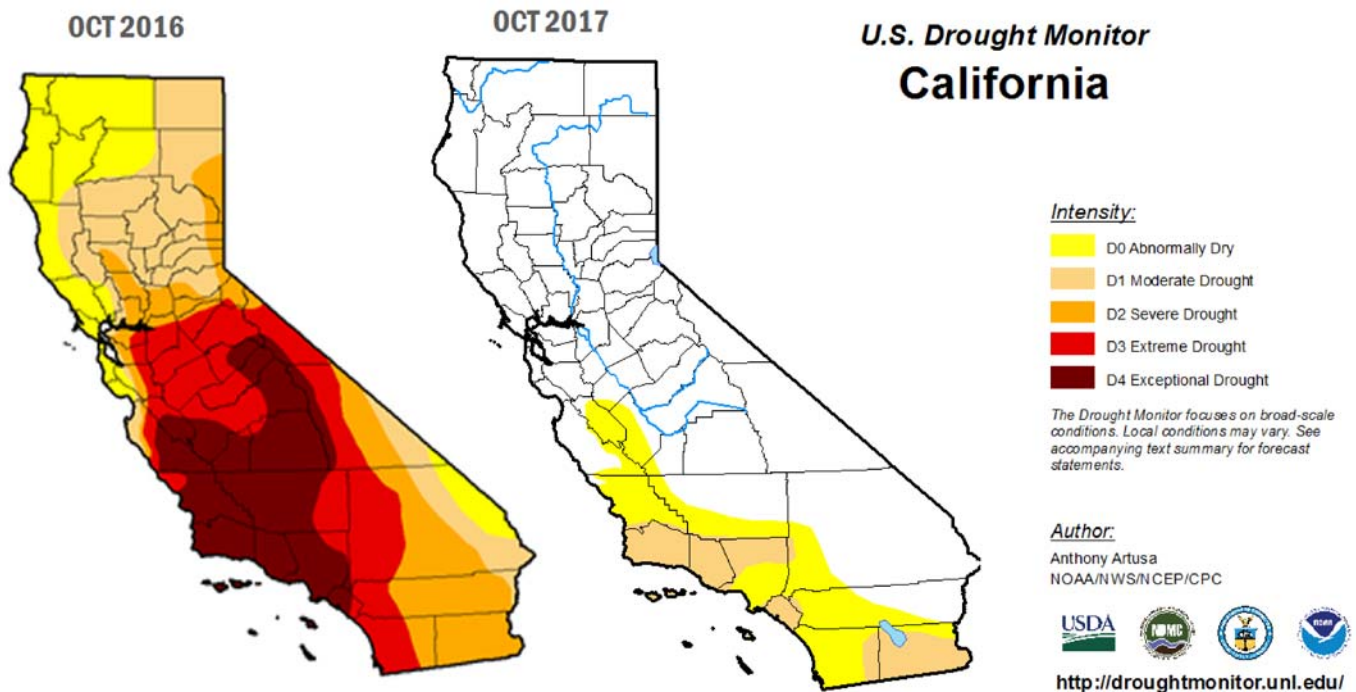 OCT 2016
OCT 2017
U.S. Drought Monitor
California
Intensity:
D0 Abnormally Dry
D1 Moderate Drought
D2 Severe Drought
D3 Extreme Drought
D4 Exceptional Drought
The Drought Monitor focuses on broad-scale
conditions. Local conditions may vary. See
accompanying text summary for forecast
statements.
Author:
Anthony Artusa
NOAA/NWS/NCEP/CPC
USDA
NDMC
NOAA
http://droughtmonitor.unl.edu/